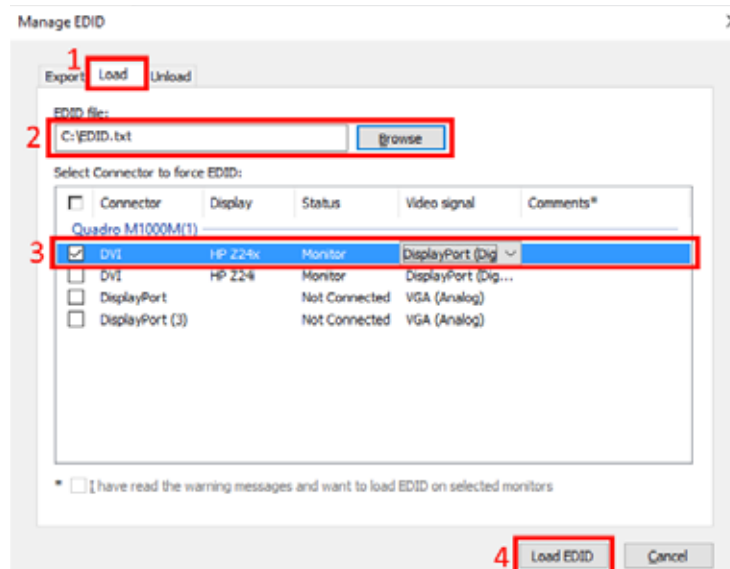 Manage EDID
1
Export Load Unload
EDID file:
2 C:\EDID.txt Browse
Select Connector to force EDID:
Connector Display Status Video signal Comments*
Quadro M1000M(1)
3 DVI HP Z24x Monitor DisplayPort (Dig
DVI HP Z24i Monitor DisplayPort (Dig...
DisplayPort Not Connected VGA (Analog)
DisplayPort (3) Not Connected VGA (Analog)
* I have read the warning messages and want to load EDID on selected monitors
4 Load EDID Cancel